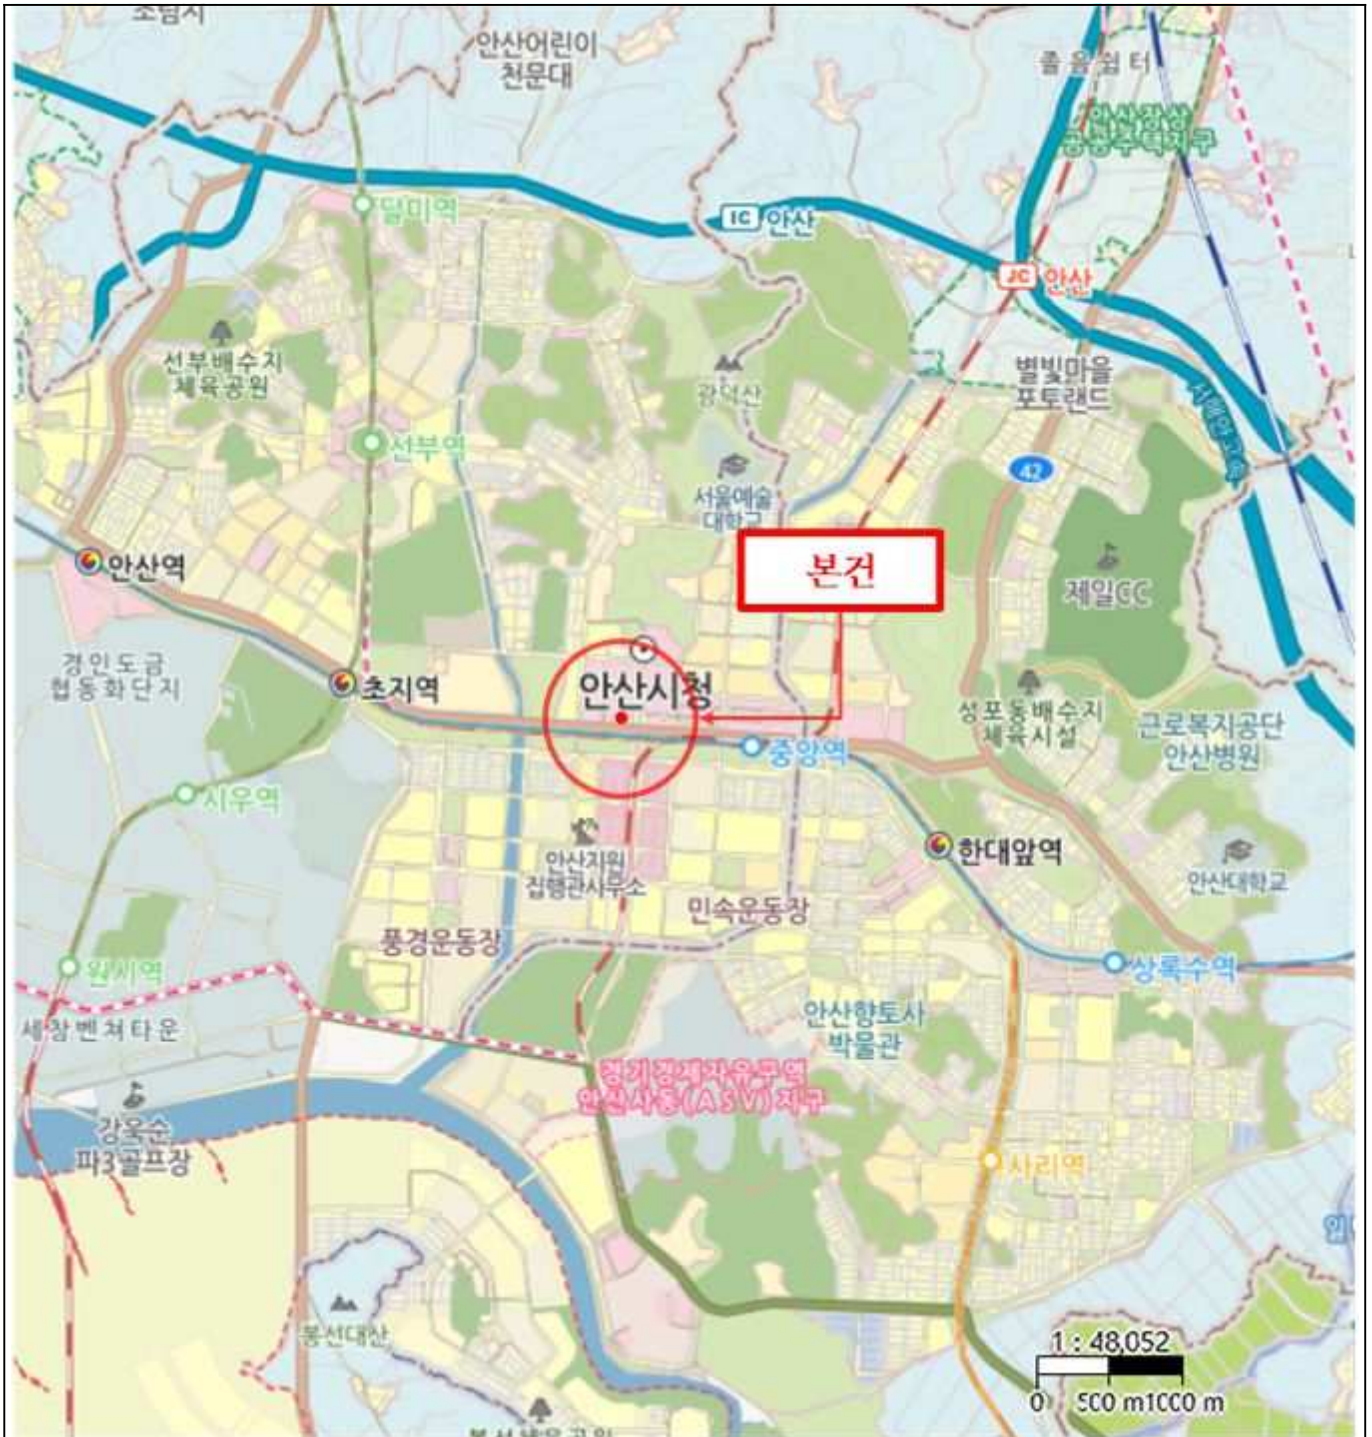 안산어린이
천문대
졸음쉼터
안산장상
공공주택지구
달미역
IC 안산
JC 안산
선부배수지
체육공원
광덕산
별빛마을
포토랜드
서해안고속
선부역
42
서울예술
대학교
본건
안산역
제일CC
경인도금
협동화단지
초지역
안산시청
성포동배수지
체육시설
근로복지공단
안산병원
중앙역
시우역
한대앞역
안산지원
집행관사무소
안산대학교
민속운동장
풍경운동장
원시역
상록수역
세창벤쳐타운
안산향토사
박물관
경기경제자유구역
안산사동(ASV)지구
강욱순
파3골프장
사리역
봉선대산
1 : 48,052
0 500 m1000 m